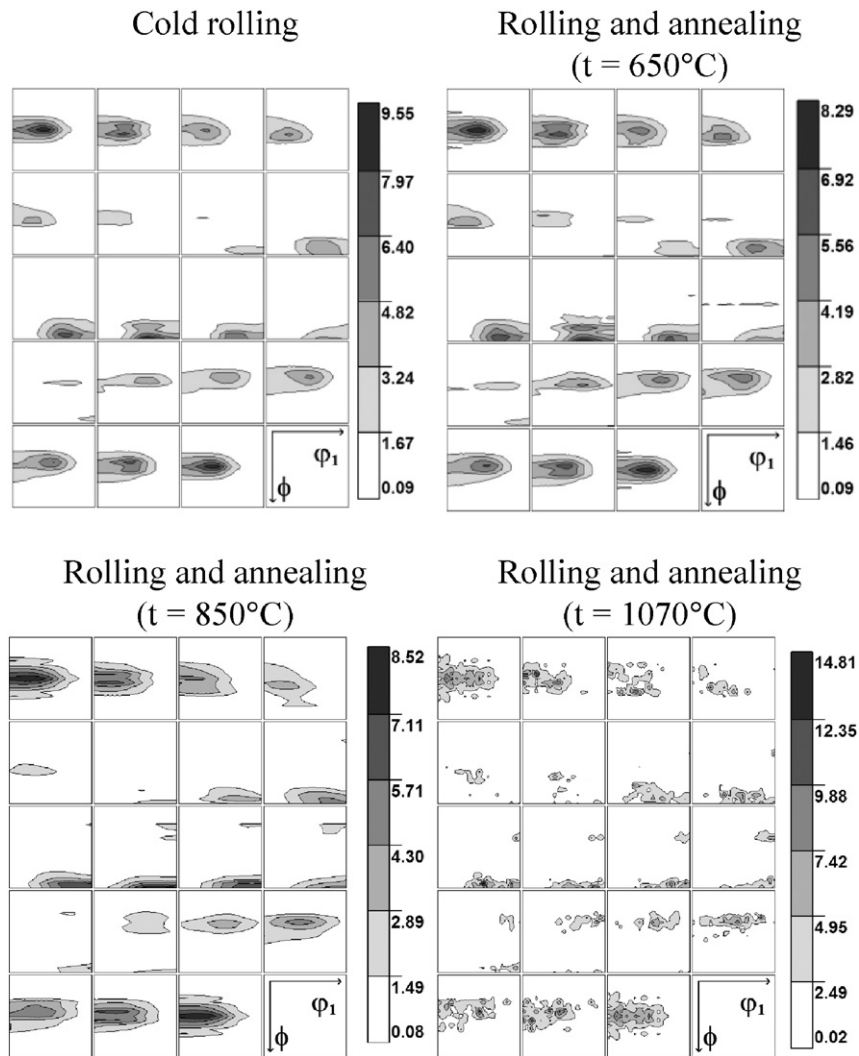 Cold rolling
Rolling and annealing
(t = 650°C)
9.55
7.97
6.40
4.82
3.24
1.67
0.09
φ₁
ϕ
8.29
6.92
5.56
4.19
2.82
1.46
0.09
φ₁
ϕ
Rolling and annealing
(t = 850°C)
Rolling and annealing
(t = 1070°C)
8.52
7.11
5.71
4.30
2.89
1.49
0.08
φ₁
ϕ
14.81
12.35
9.88
7.42
4.95
2.49
0.02
φ₁
ϕ